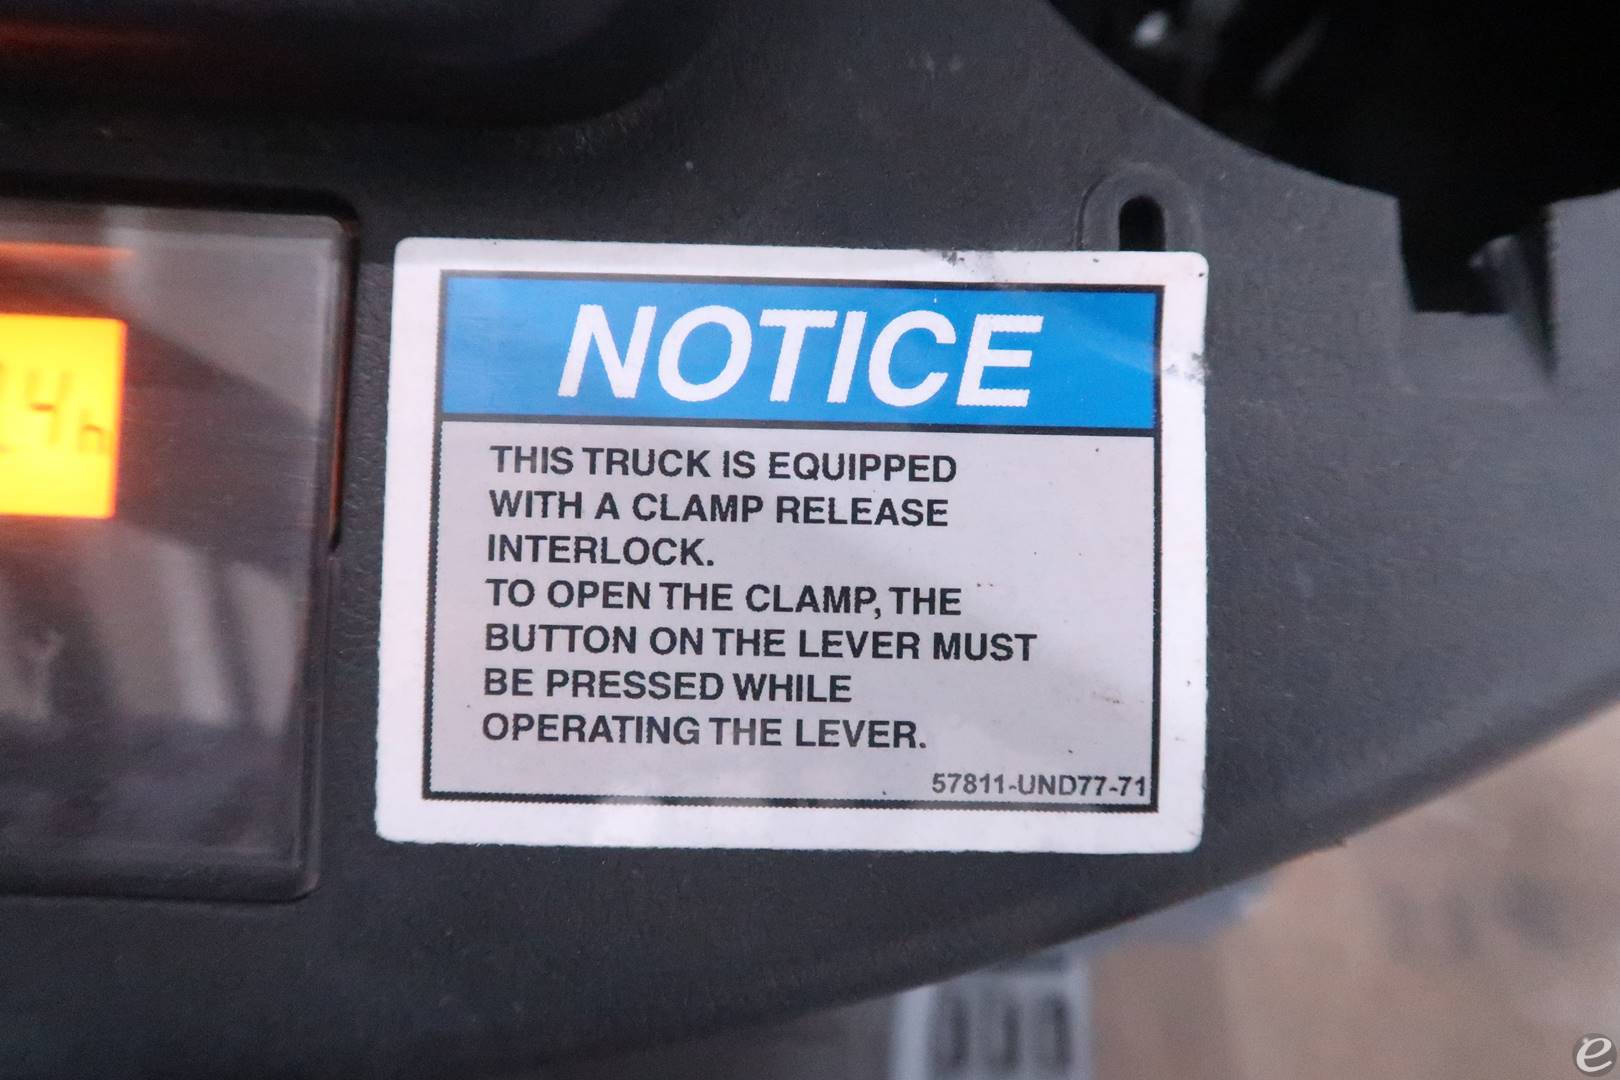 NOTICE
THIS TRUCK IS EQUIPPED
WITH A CLAMP RELEASE
INTERLOCK.
TO OPEN THE CLAMP, THE
BUTTON ON THE LEVER MUST
BE PRESSED WHILE
OPERATING THE LEVER.
57811-UND77-71
4h
e